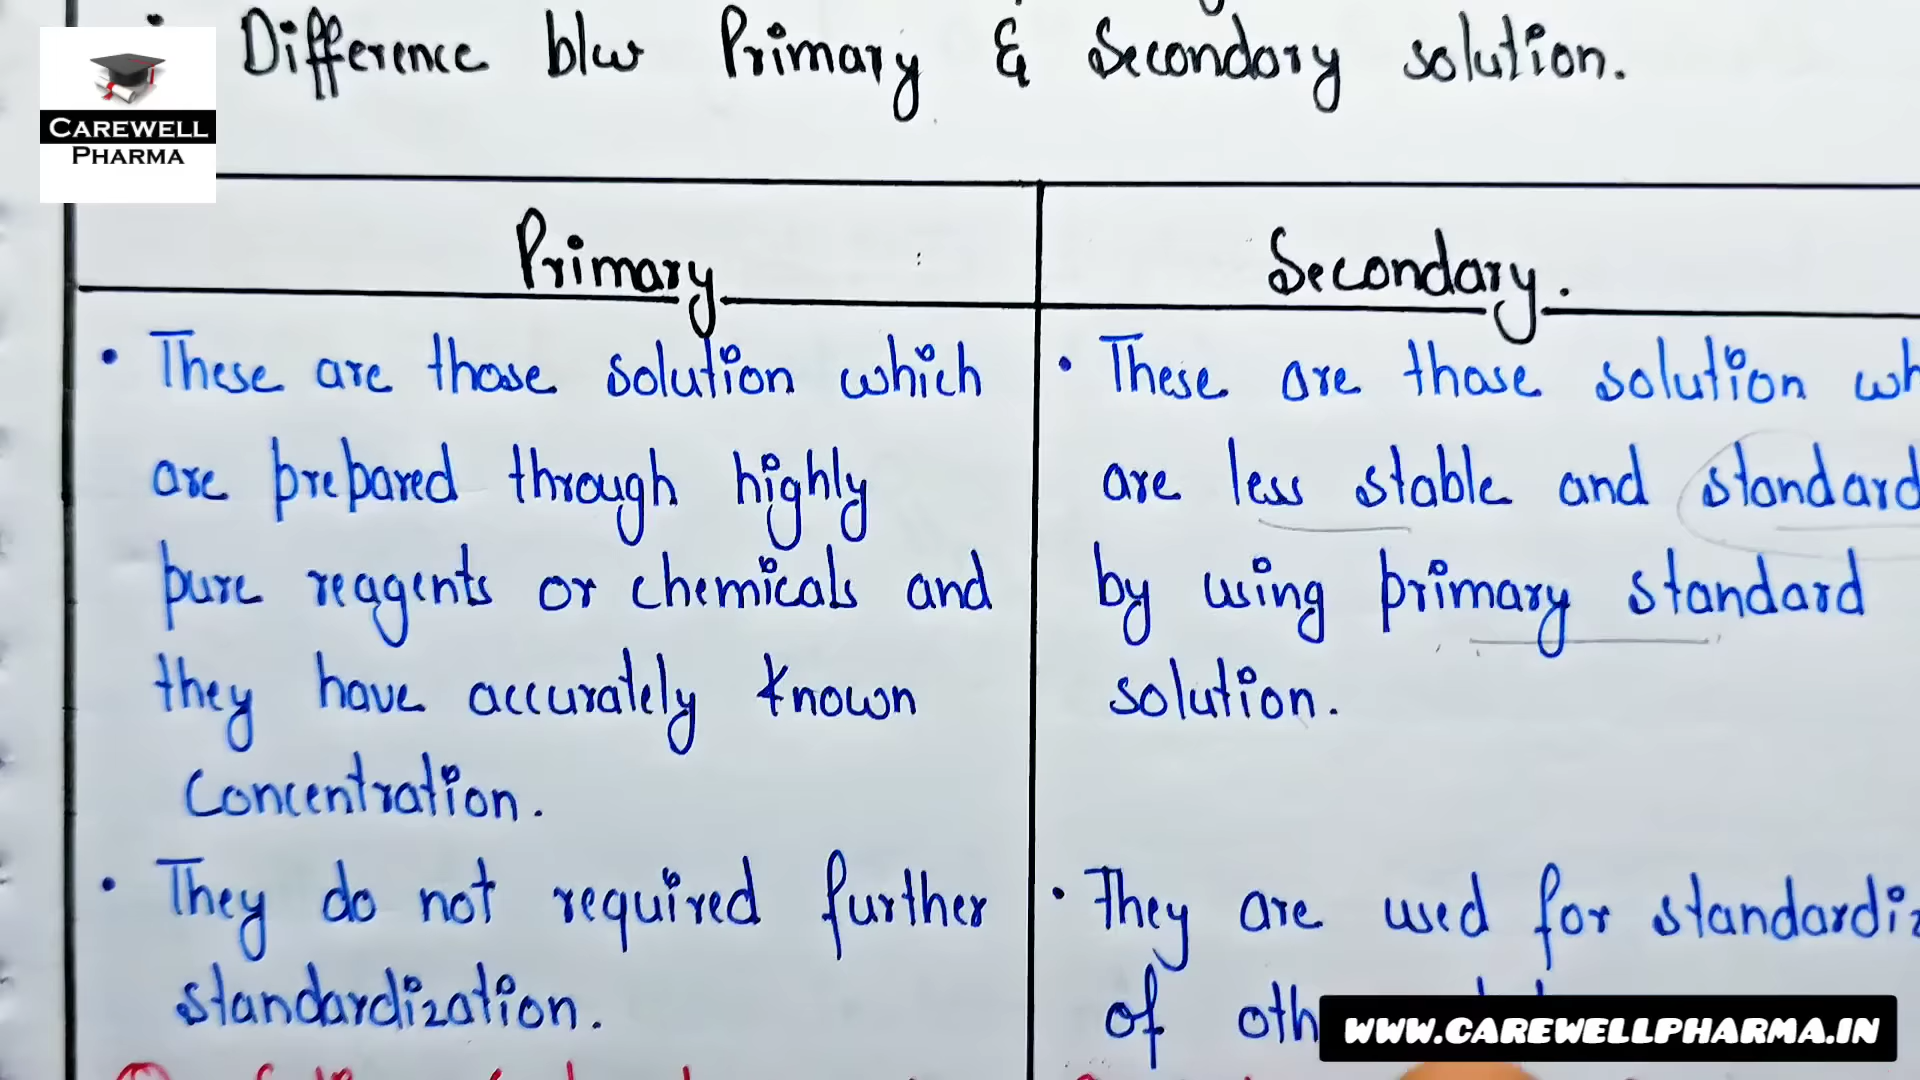 Difference b/w Primary & Secondary solution.
CAREWELL
PHARMA
Primary
Secondary.
• These are those solution which
are prepared through highly
pure reagents or chemicals and
they have accurately known
Concentration.
• They do not required further
standardization.
• These are those solution wh
are less stable and standard
by using primary standard
solution.
• They are used for standardiz
of oth
WWW.CAREWELLPHARMA.IN